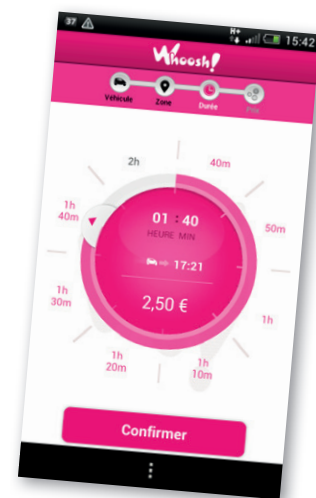 37 H+ 15:42
Whoosh!
Véhicule Zone Durée Prix
2h 40m
1h 40m 50m
01 : 40
HEURE MIN
17:21
2,50 €
1h 30m 1h
1h 20m 1h 10m
Confirmer